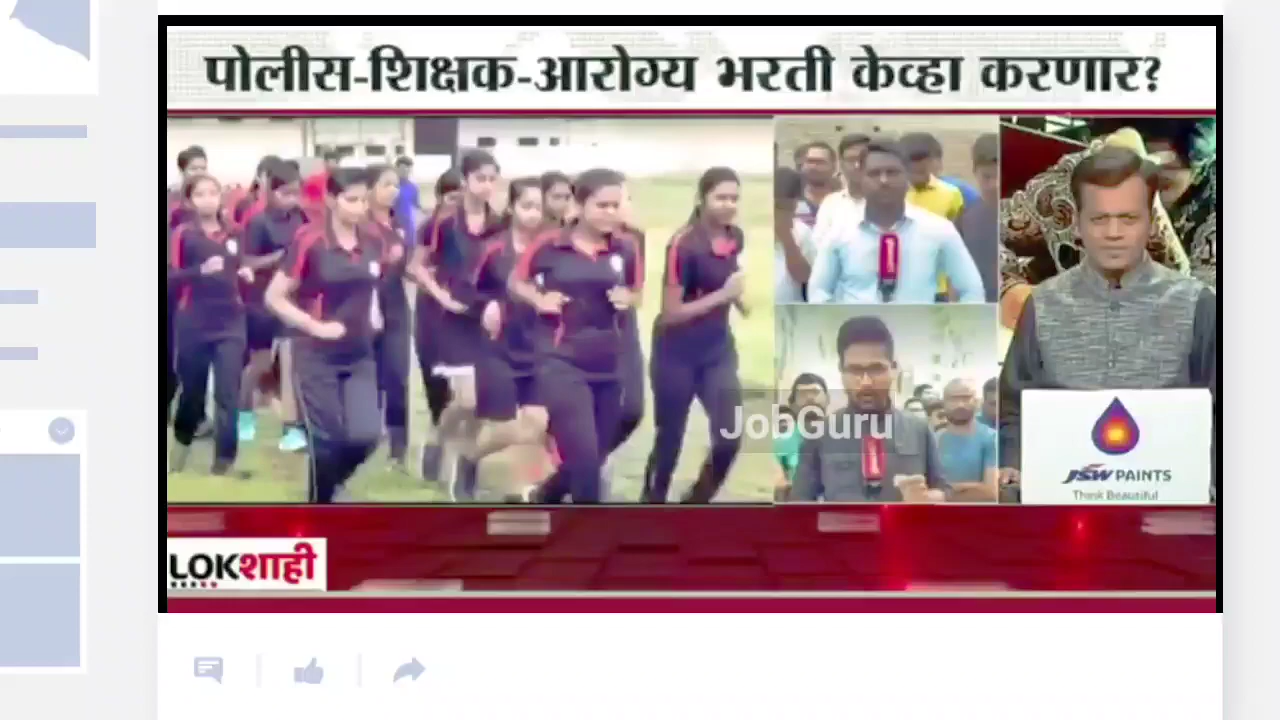 पोलीस-शिक्षक-आरोग्य भरती केव्हा करणार?
JobGuru
JSW PAINTS
Think Beautiful
LOKशाही